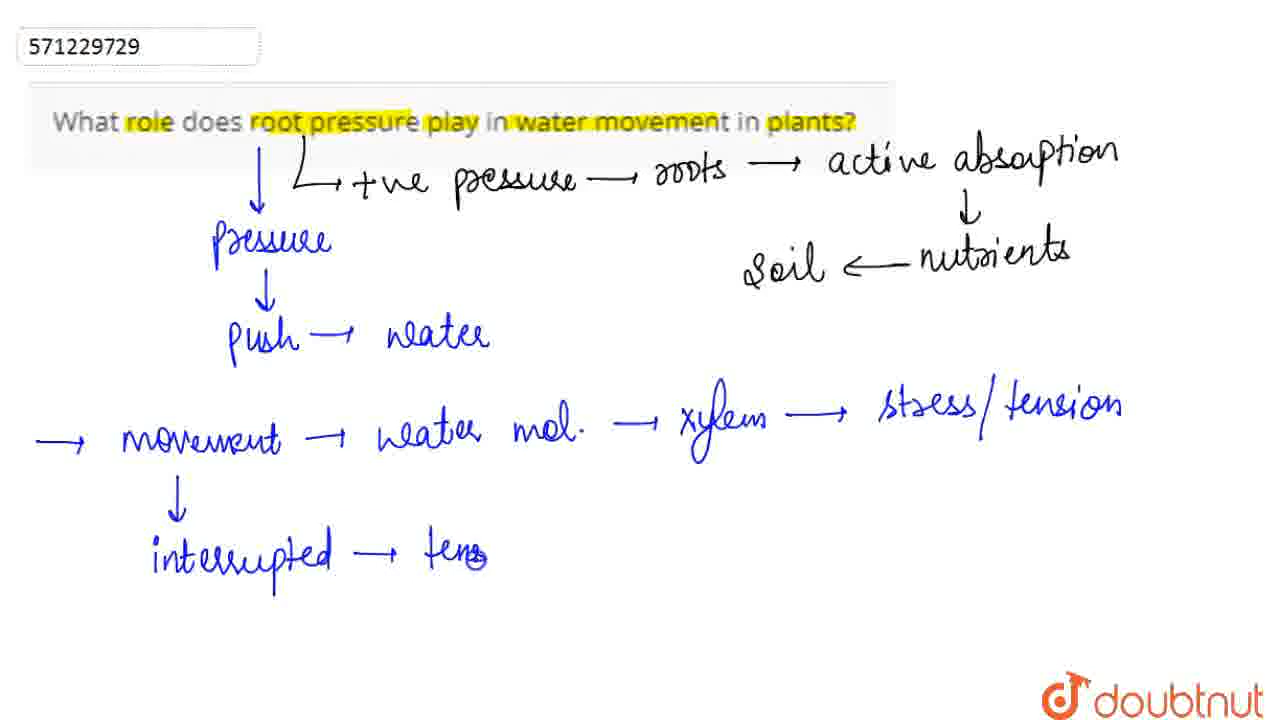 571229729
What role does root pressure play in water movement in plants?
↳ +ve pressure → roots → active absorption
↓ ↓
pressure soil ← nutrients
↓
push → water
→ movement → water mol. → xylem → stress/tension
↓
interrupted → tens
doubtnut